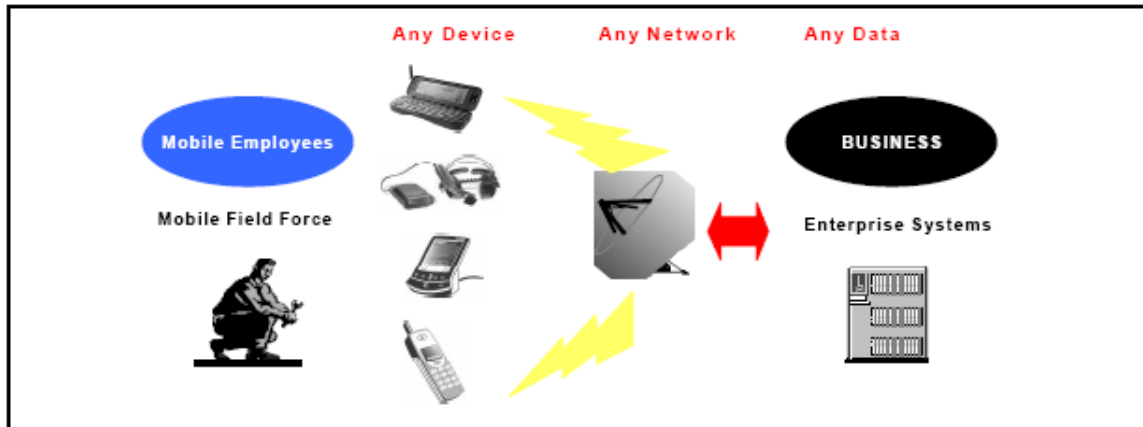 Any Device Any Network Any Data
Mobile Employees BUSINESS
Mobile Field Force Enterprise Systems